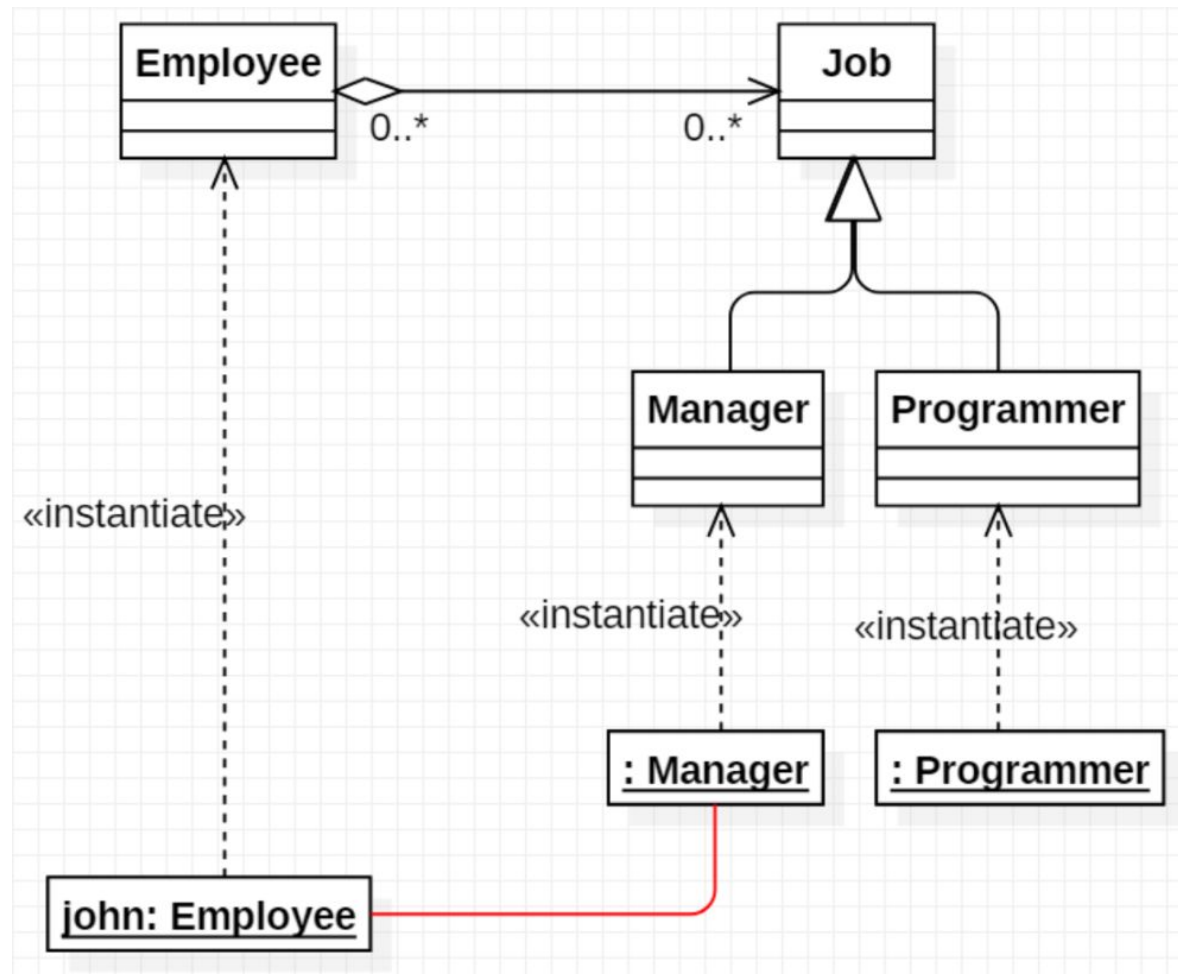 Employee
Job
0..*
0..*
Manager
Programmer
«instantiate»
«instantiate»
«instantiate»
: Manager
: Programmer
john: Employee